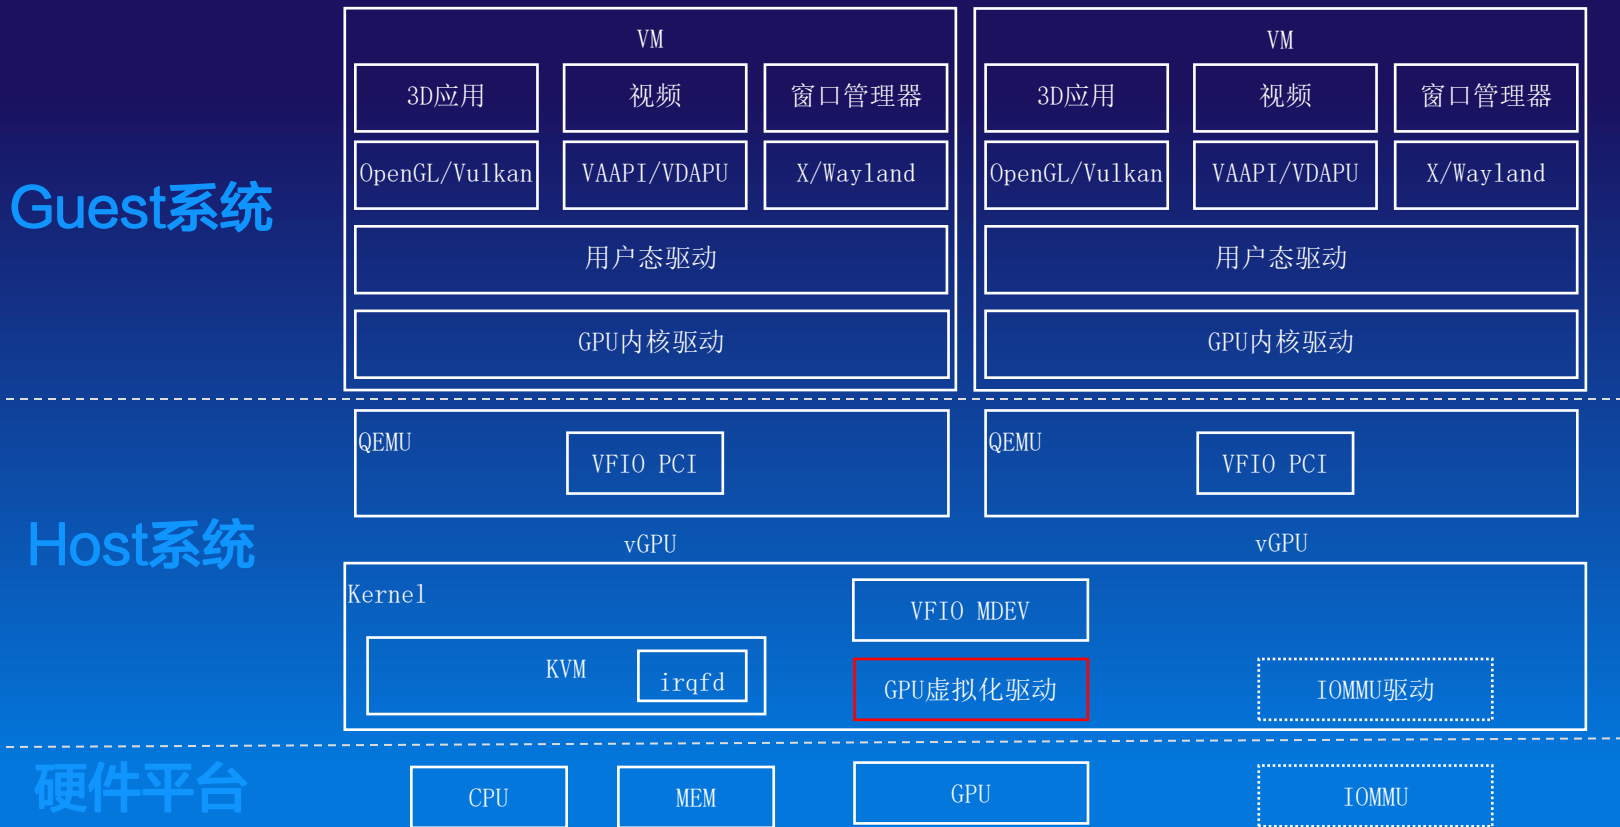 VM
VM
3D应用
视频
窗口管理器
3D应用
视频
窗口管理器
OpenGL/Vulkan
VAAPI/VDAPU
X/Wayland
OpenGL/Vulkan
VAAPI/VDAPU
X/Wayland
Guest系统
用户态驱动
用户态驱动
GPU内核驱动
GPU内核驱动
QEMU
VFIO PCI
QEMU
VFIO PCI
Host系统
vGPU
vGPU
Kernel
VFIO MDEV
KVM
irqfd
GPU虚拟化驱动
IOMMU驱动
硬件平台
CPU
MEM
GPU
IOMMU